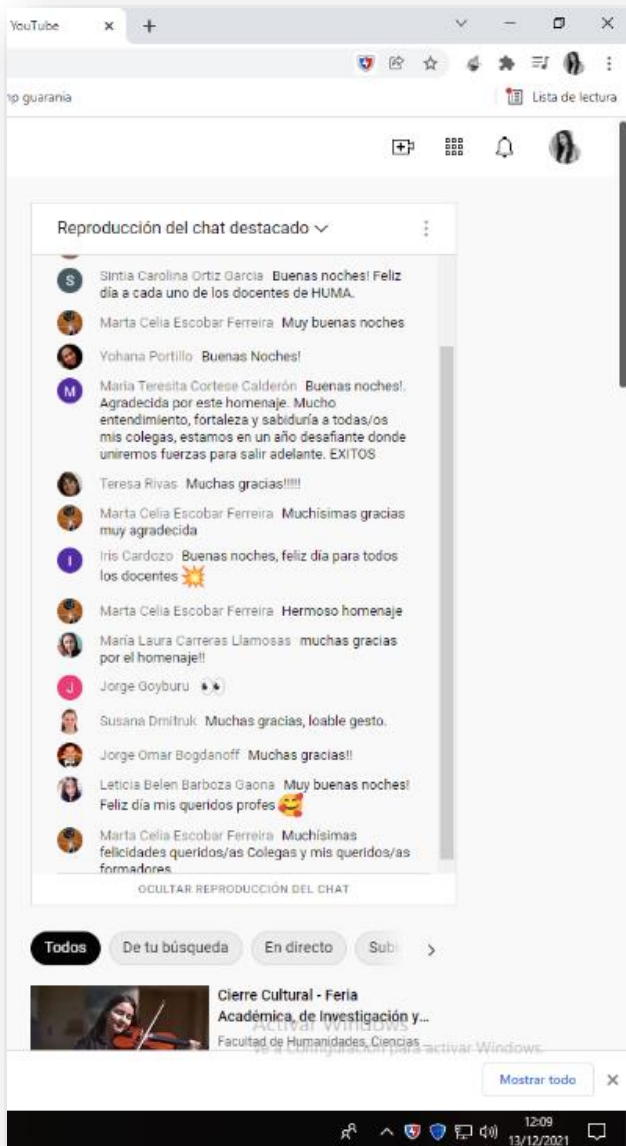 YouTube
np guarania
Lista de lectura
Reproducción del chat destacado
S
Sintia Carolina Ortiz Garcia Buenas noches! Feliz
día a cada uno de los docentes de HUMA.
Marta Celia Escobar Ferreira Muy buenas noches
Yohana Portillo Buenas Noches!
M
Maria Teresita Cortese Calderón Buenas noches!.
Agradecida por este homenaje. Mucho
entendimiento, fortaleza y sabiduría a todas/os
mis colegas, estamos en un año desafiante donde
uniremos fuerzas para salir adelante. EXITOS
Teresa Rivas Muchas gracias!!!!!
Marta Celia Escobar Ferreira Muchísimas gracias
muy agradecida
I
Iris Cardozo Buenas noches, feliz día para todos
los docentes 💥
Marta Celia Escobar Ferreira Hermoso homenaje
María Laura Carreras Llamosas muchas gracias
por el homenaje!!
J
Jorge Goyburu 👀
Susana Dmitruk Muchas gracias, loable gesto.
Jorge Omar Bogdanoff Muchas gracias!!
Leticia Belen Barboza Gaona Muy buenas noches!
Feliz día mis queridos profes 🥰
Marta Celia Escobar Ferreira Muchísimas
felicidades queridos/as Colegas y mis queridos/as
formadores
OCULTAR REPRODUCCIÓN DEL CHAT
Todos
De tu búsqueda
En directo
Sub
Cierre Cultural - Feria
Académica, de Investigación y...
Activar Windows
Facultad de Humanidades, Ciencias
Ve a Configuración para activar Windows.
Mostrar todo
12:09
13/12/2021